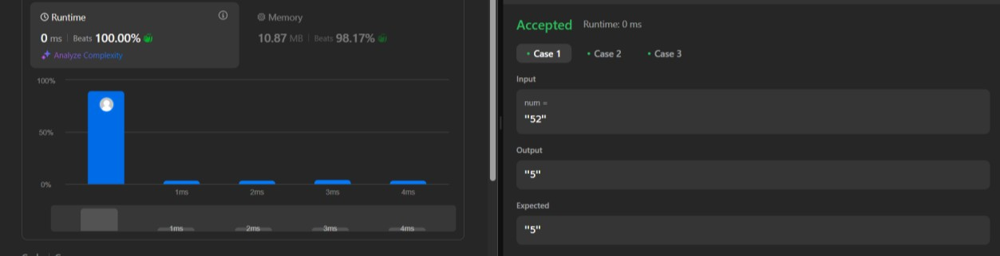 Runtime
0 ms | Beats 100.00%
Analyze Complexity
Memory
10.87 MB | Beats 98.17%
100%
50%
0%
1ms 2ms 3ms 4ms
1ms 2ms 3ms 4ms
Accepted Runtime: 0 ms
Case 1 Case 2 Case 3
Input
num =
"52"
Output
"5"
Expected
"5"